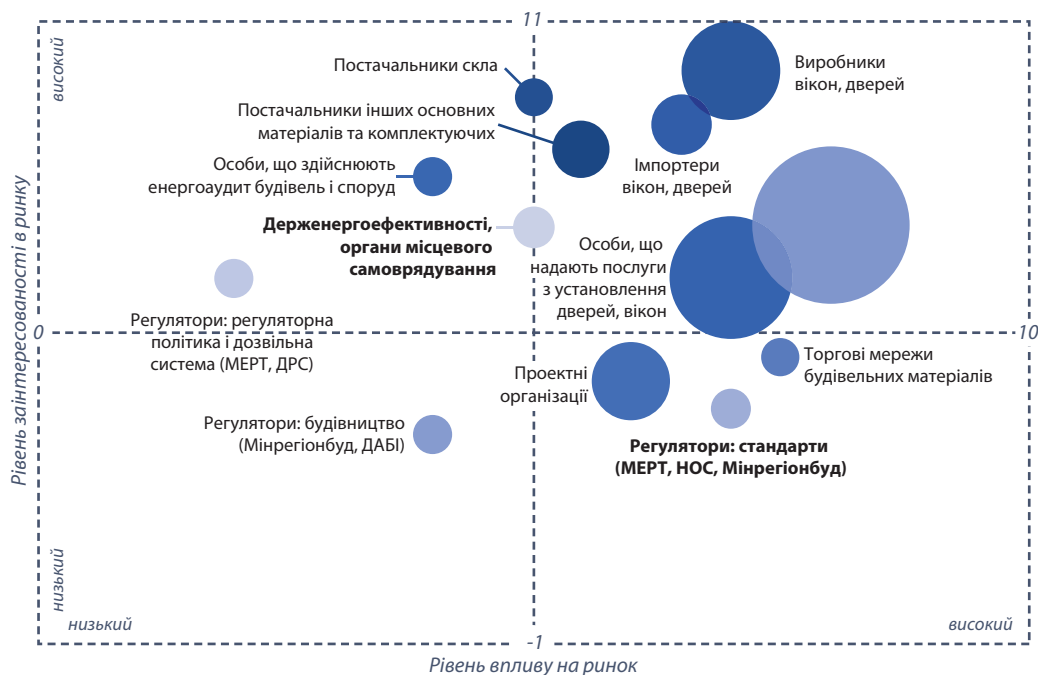 11
високий
Постачальники скла
Виробники
вікон, дверей
Постачальники інших основних
матеріалів та комплектуючих
Особи, що здійснюють
енергоаудит будівель і споруд
Імпортери
вікон, дверей
Держенергоефективності,
органи місцевого
самоврядування
Особи, що
надають послуги
з установлення
дверей, вікон
Рівень заінтересованості в ринку
Регулятори: регуляторна
політика і дозвільна
система (МЕРТ, ДРС)
0
10
Проектні
організації
Торгові мережи
будівельних матеріалів
Регулятори: будівництво
(Мінрегіонбуд, ДАБІ)
Регулятори: стандарти
(МЕРТ, НОС, Мінрегіонбуд)
низький
низький
високий
-1
Рівень впливу на ринок